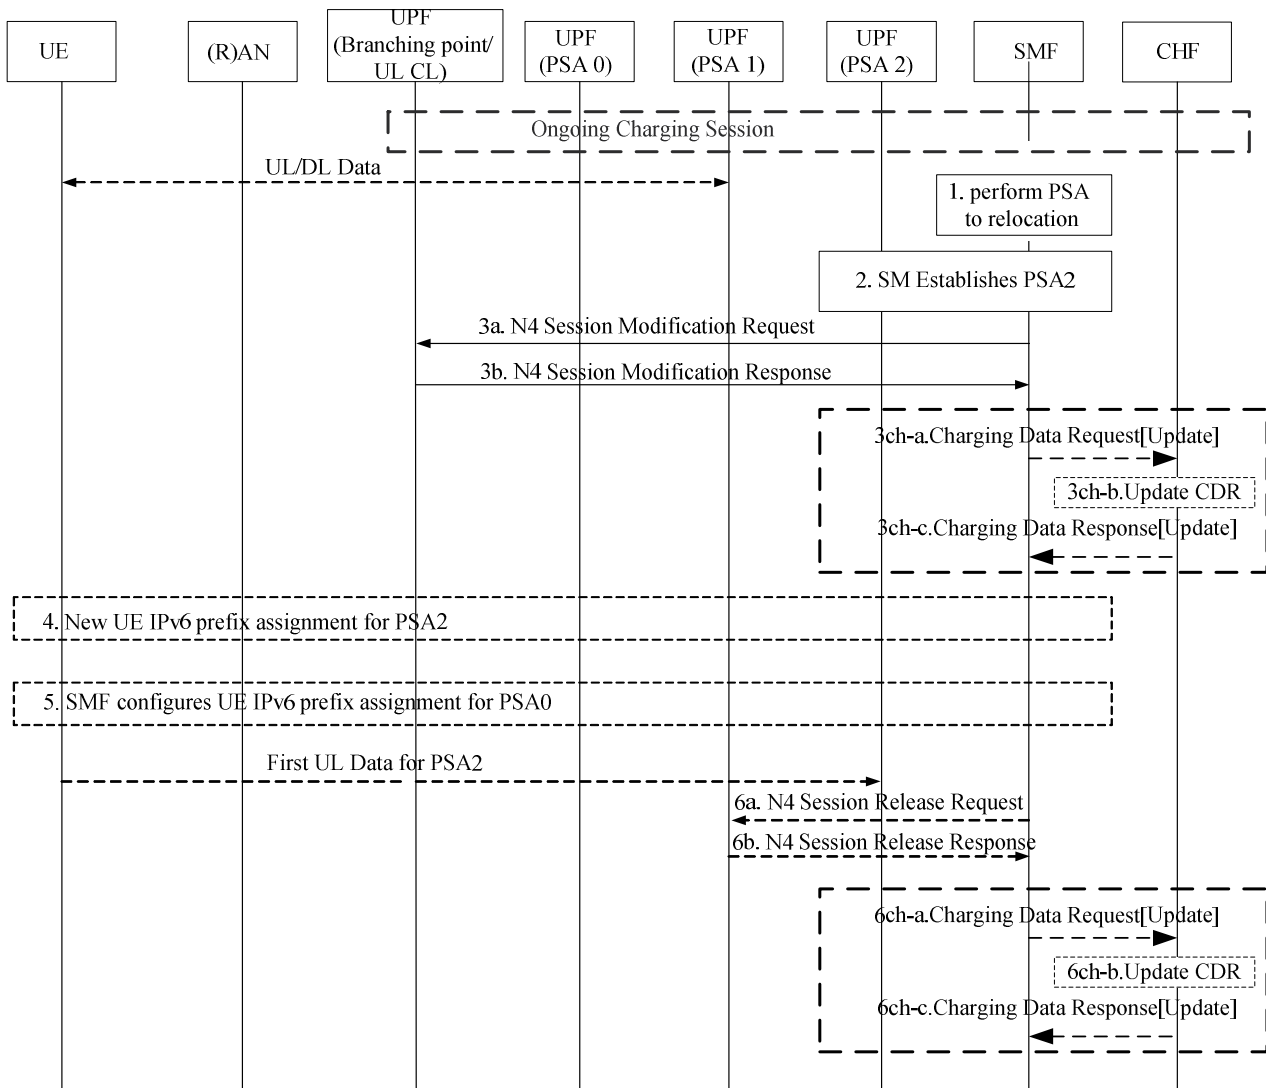 UE
(R)AN
UPF
(Branching point/
UL CL)
UPF
(PSA 0)
UPF
(PSA 1)
UPF
(PSA 2)
SMF
CHF
Ongoing Charging Session
UL/DL Data
1. perform PSA
to relocation
2. SM Establishes PSA2
3a. N4 Session Modification Request
3b. N4 Session Modification Response
3ch-a.Charging Data Request[Update]
3ch-b.Update CDR
3ch-c.Charging Data Response[Update]
4. New UE IPv6 prefix assignment for PSA2
5. SMF configures UE IPv6 prefix assignment for PSA0
First UL Data for PSA2
6a. N4 Session Release Request
6b. N4 Session Release Response
6ch-a.Charging Data Request[Update]
6ch-b.Update CDR
6ch-c.Charging Data Response[Update]